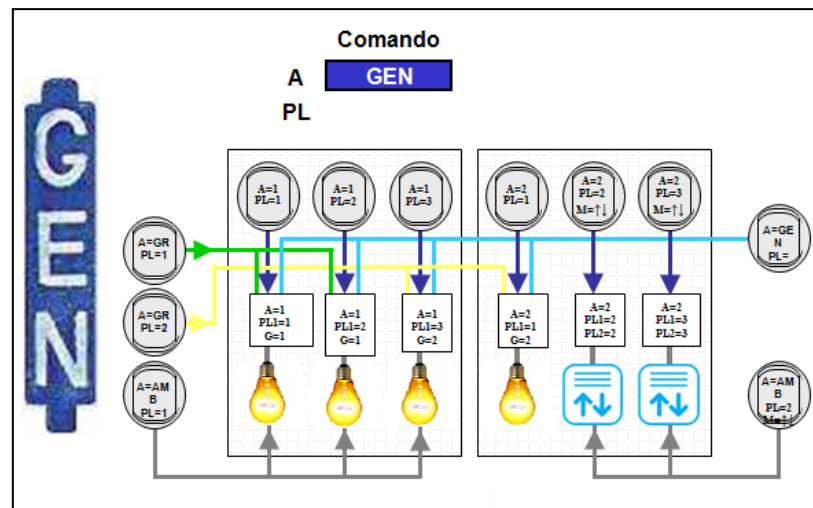 Comando
A GEN
PL
G
E
N
A=1
PL=1
A=1
PL=2
A=1
PL=3
A=2
PL=1
A=2
PL=2
M=↑↓
A=2
PL=3
M=↑↓
A=GR
PL=1
A=GE
N
PL=
A=GR
PL=2
A=1
PL1=1
G=1
A=1
PL1=2
G=1
A=1
PL1=3
G=2
A=2
PL1=1
G=2
A=2
PL1=2
PL2=2
A=2
PL1=3
PL2=3
A=AM
B
PL=1
A=AM
B
PL=2
M=↑↓